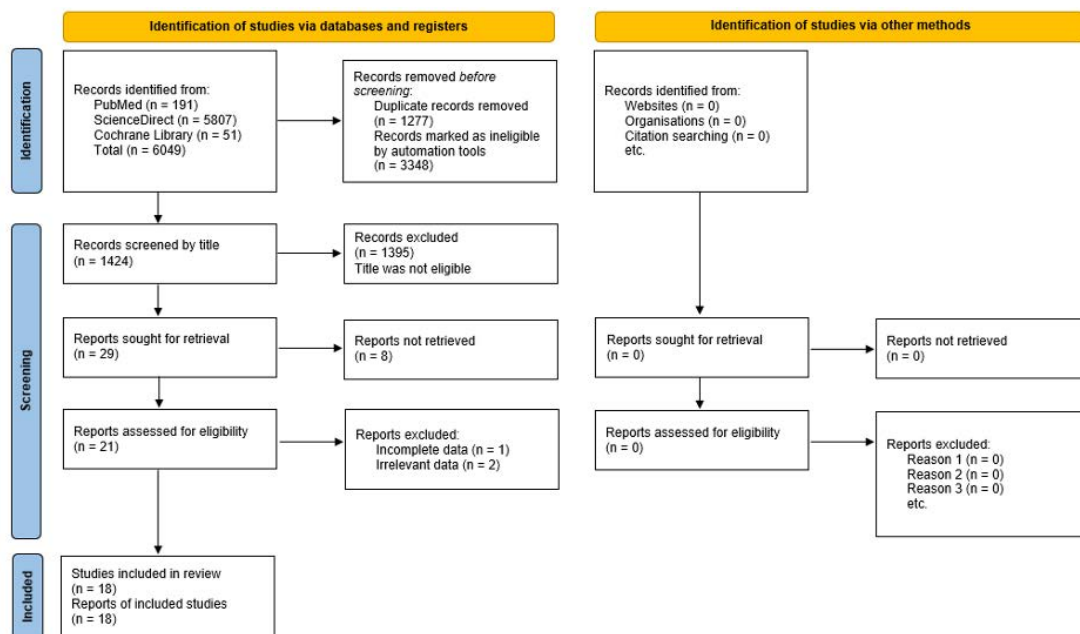 Identification of studies via databases and registers
Identification of studies via other methods
Identification
Records identified from:
PubMed (n = 191)
ScienceDirect (n = 5807)
Cochrane Library (n = 51)
Total (n = 6049)
Records removed before
screening:
Duplicate records removed
(n = 1277)
Records marked as ineligible
by automation tools
(n = 3348)
Records identified from:
Websites (n = 0)
Organisations (n = 0)
Citation searching (n = 0)
etc.
Screening
Records screened by title
(n = 1424)
Records excluded
(n = 1395)
Title was not eligible
Reports sought for retrieval
(n = 29)
Reports not retrieved
(n = 8)
Reports sought for retrieval
(n = 0)
Reports not retrieved
(n = 0)
Reports assessed for eligibility
(n = 21)
Reports excluded:
Incomplete data (n = 1)
Irrelevant data (n = 2)
Reports assessed for eligibility
(n = 0)
Reports excluded:
Reason 1 (n = 0)
Reason 2 (n = 0)
Reason 3 (n = 0)
etc.
Included
Studies included in review
(n = 18)
Reports of included studies
(n = 18)